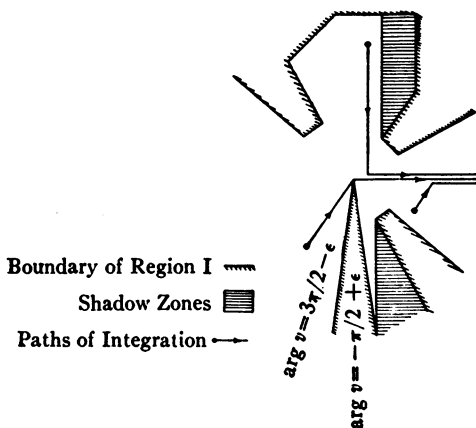 Boundary of Region I
Shadow Zones
Paths of Integration
arg v = 3π/2 − ϵ
arg v = −π/2 + ϵ